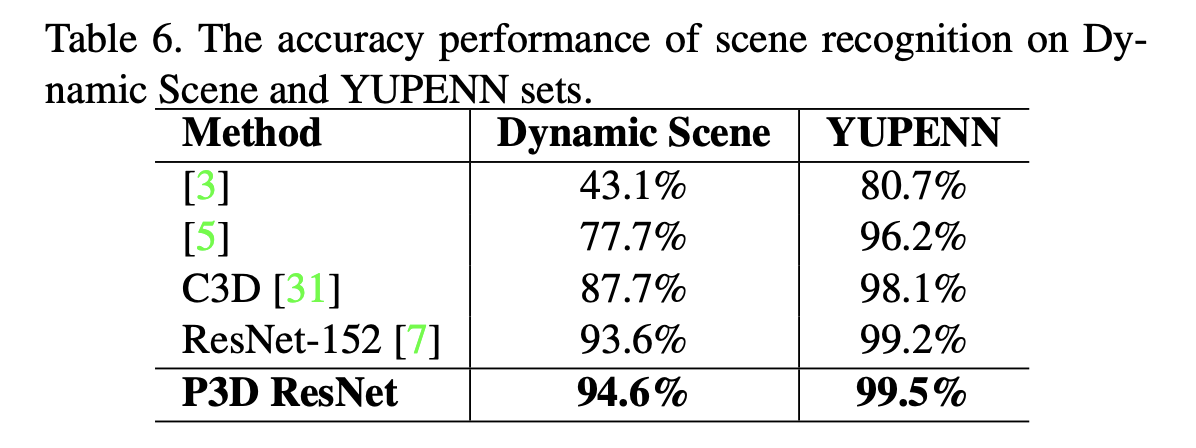 Table 6. The accuracy performance of scene recognition on Dy-
namic Scene and YUPENN sets.
Method Dynamic Scene YUPENN
[3] 43.1% 80.7%
[5] 77.7% 96.2%
C3D [31] 87.7% 98.1%
ResNet-152 [7] 93.6% 99.2%
P3D ResNet 94.6% 99.5%